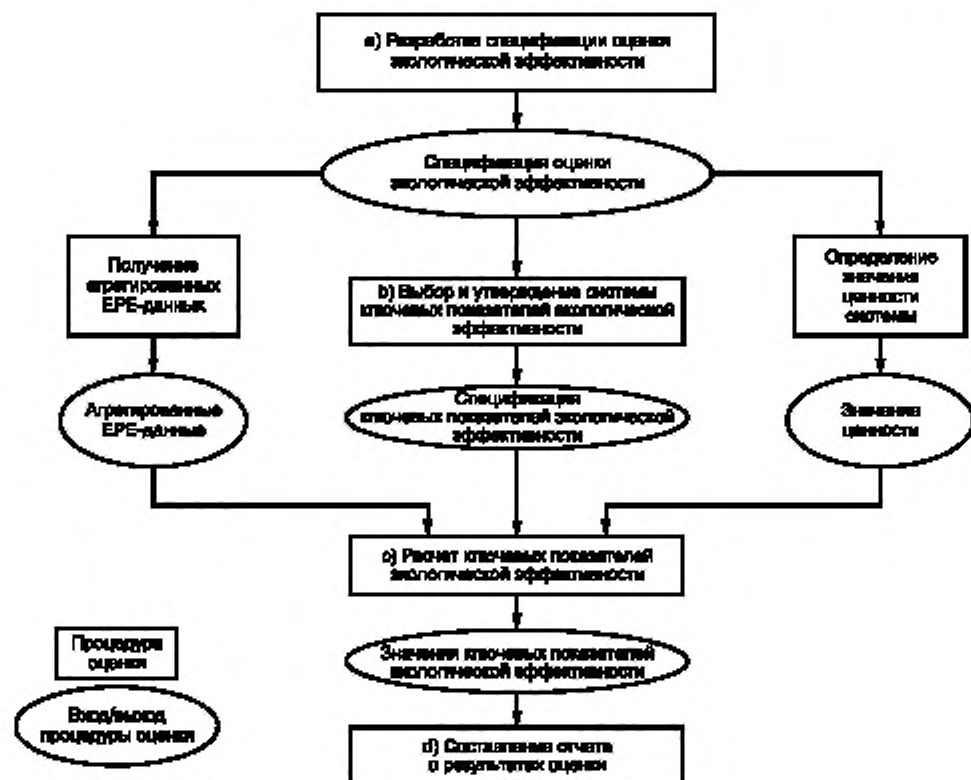 a) Разработка спецификации оценки
экологической эффективности
Спецификация оценки
экологической эффективности
Получение
агрегированных
EPE-данных
b) Выбор и утверждение системы
ключевых показателей экологической
эффективности
Определение
значения
ценности
системы
Агрегированные
EPE-данные
Спецификация
ключевых показателей экологической
эффективности
Значение
ценности
c) Расчет ключевых показателей
экологической эффективности
Процедура
оценки
Значения ключевых показателей
экологической эффективности
Вход/выход
процедуры оценки
d) Составление отчета
о результатах оценки